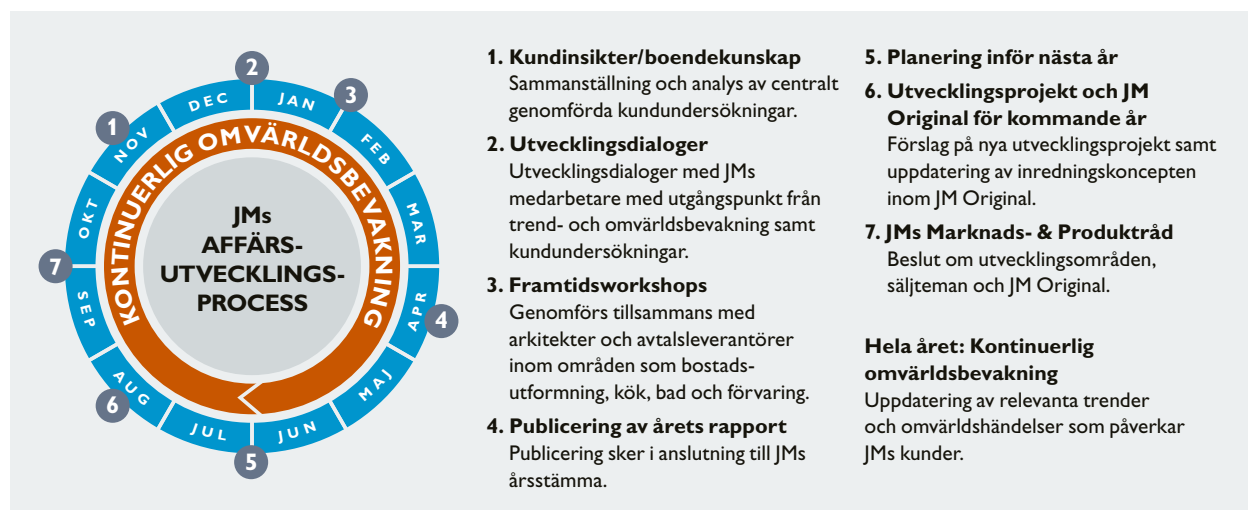 2
DEC
JAN
3
1
NOV
FEB
KONTINUERLIG OMVÄRLDSBEVAKNING
OKT
MAR
JMs
AFFÄRS-
UTVECKLINGS-
PROCESS
7
SEP
APR
4
AUG
MAJ
6
JUL
JUN
5
1. Kundinsikter/boendekunskap
Sammanställning och analys av centralt
genomförda kundundersökningar.
2. Utvecklingsdialoger
Utvecklingsdialoger med JMs
medarbetare med utgångspunkt från
trend- och omvärldsbevakning samt
kundundersökningar.
3. Framtidsworkshops
Genomförs tillsammans med
arkitekter och avtalsleverantörer
inom områden som bostads-
utformning, kök, bad och förvaring.
4. Publicering av årets rapport
Publicering sker i anslutning till JMs
årsstämma.
5. Planering inför nästa år
6. Utvecklingsprojekt och JM
Original för kommande år
Förslag på nya utvecklingsprojekt samt
uppdatering av inredningskoncepten
inom JM Original.
7. JMs Marknads- & Produktråd
Beslut om utvecklingsområden,
säljteman och JM Original.
Hela året: Kontinuerlig
omvärldsbevakning
Uppdatering av relevanta trender
och omvärldshändelser som påverkar
JMs kunder.